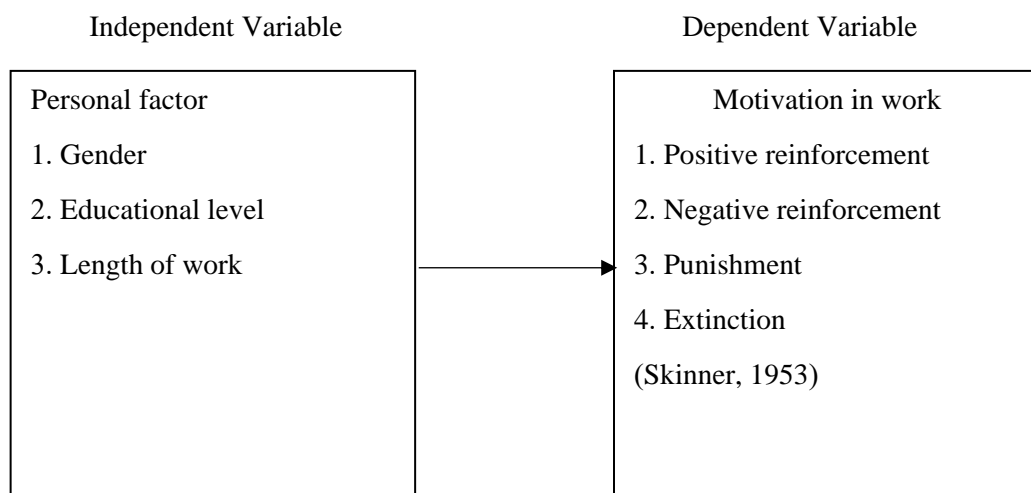 Independent Variable
Dependent Variable
Personal factor
1. Gender
2. Educational level
3. Length of work
Motivation in work
1. Positive reinforcement
2. Negative reinforcement
3. Punishment
4. Extinction
(Skinner, 1953)